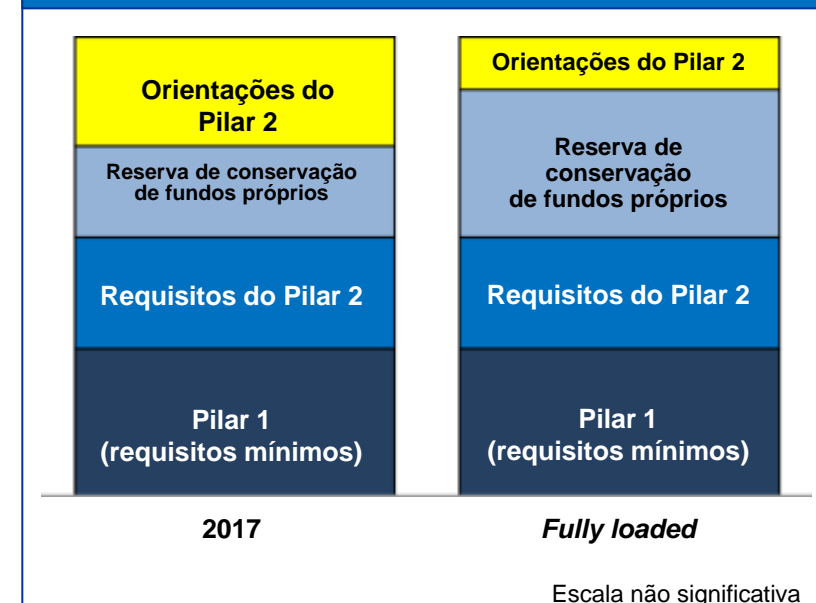 Orientações do
Pilar 2
Reserva de conservação
de fundos próprios
Requisitos do Pilar 2
Pilar 1
(requisitos mínimos)
2017
Orientações do Pilar 2
Reserva de
conservação
de fundos próprios
Requisitos do Pilar 2
Pilar 1
(requisitos mínimos)
Fully loaded
Escala não significativa